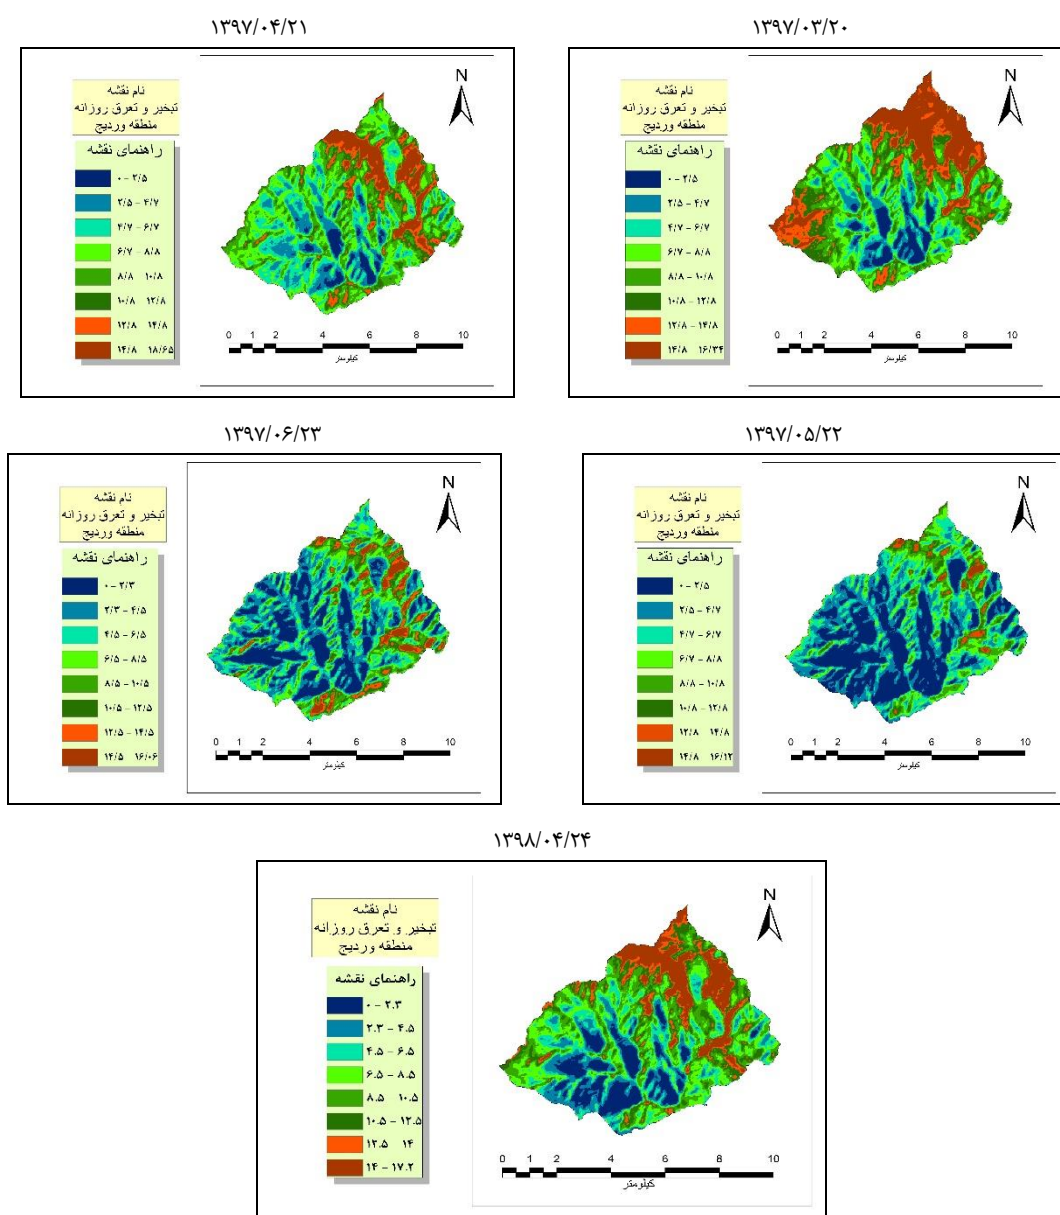 ۱۳۹۷/۰۳/۲۰
نام نقشه
تبخیر و تعرق روزانه
منطقه وردیج
راهنمای نقشه
۰ - ۲/۵
۲/۵ - ۴/۷
۴/۷ - ۶/۷
۶/۷ - ۸/۸
۸/۸ - ۱۰/۸
۱۰/۸ - ۱۲/۸
۱۲/۸ - ۱۴/۸
۱۴/۸ ۱۶/۳۴
N
0 1 2 4 6 8 10
کیلومتر
۱۳۹۷/۰۴/۲۱
نام نقشه
تبخیر و تعرق روزانه
منطقه وردیج
راهنمای نقشه
۰ - ۲/۵
۲/۵ - ۴/۷
۴/۷ - ۶/۷
۶/۷ - ۸/۸
۸/۸ ۱۰/۸
۱۰/۸ ۱۲/۸
۱۲/۸ ۱۴/۸
۱۴/۸ ۱۸/۶۵
N
0 1 2 4 6 8 10
کیلومتر
۱۳۹۷/۰۵/۲۲
نام نقشه
تبخیر و تعرق روزانه
منطقه وردیج
راهنمای نقشه
۰ - ۲/۵
۲/۵ - ۴/۷
۴/۷ - ۶/۷
۶/۷ - ۸/۸
۸/۸ - ۱۰/۸
۱۰/۸ - ۱۲/۸
۱۲/۸ ۱۴/۸
۱۴/۸ ۱۶/۱۲
N
0 1 2 4 6 8 10
کیلومتر
۱۳۹۷/۰۶/۲۳
نام نقشه
تبخیر و تعرق روزانه
منطقه وردیج
راهنمای نقشه
۰ - ۲/۳
۲/۳ - ۴/۵
۴/۵ - ۶/۵
۶/۵ - ۸/۵
۸/۵ - ۱۰/۵
۱۰/۵ - ۱۲/۵
۱۲/۵ - ۱۴/۵
۱۴/۵ ۱۶/۰۶
N
0 1 2 4 6 8 10
کیلومتر
۱۳۹۸/۰۴/۲۴
نام نقشه
تبخیر و تعرق روزانه
منطقه وردیج
راهنمای نقشه
۰ - ۲.۳
۲.۳ - ۴.۵
۴.۵ - ۶.۵
۶.۵ - ۸.۵
۸.۵ ۱۰.۵
۱۰.۵ - ۱۲.۵
۱۲.۵ ۱۴
۱۴ - ۱۷.۲
N
0 1 2 4 6 8 10
کیلومتر